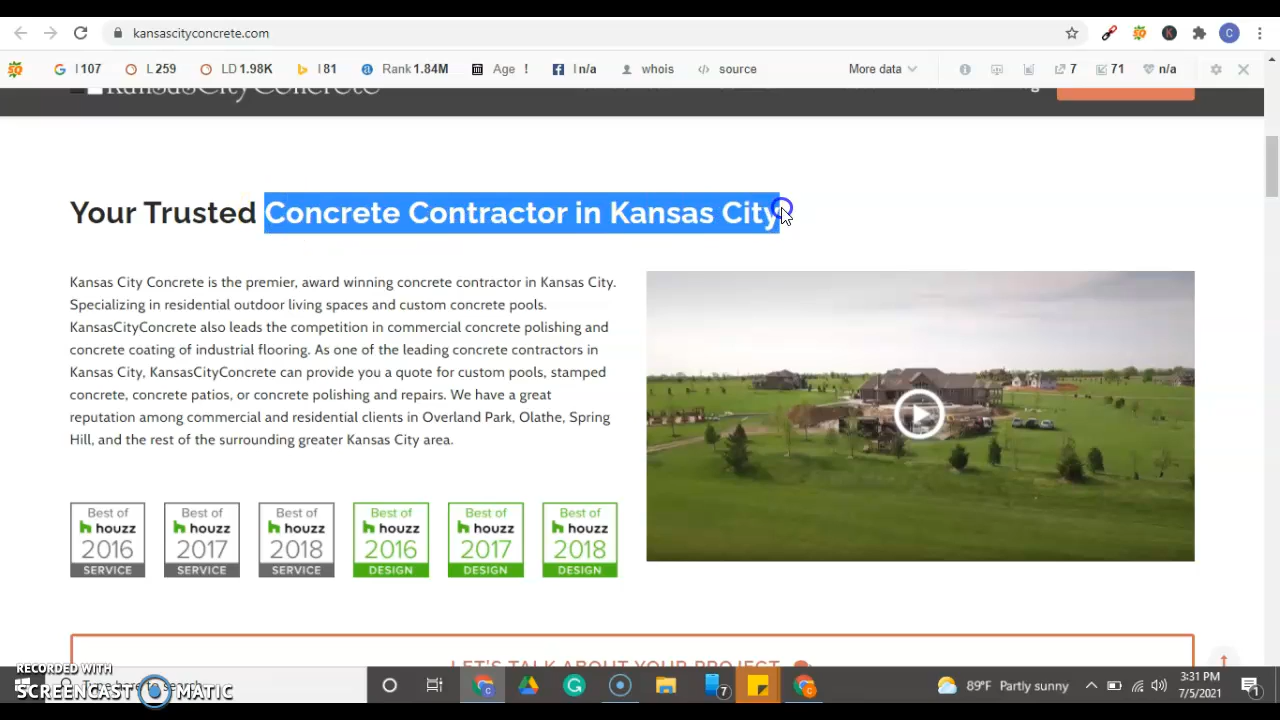 kansascityconcrete.com
I 107 L 259 LD 1.98K I 81 Rank 1.84M Age ! I n/a whois source More data 7 71 n/a
KansasCityConcrete
Your Trusted Concrete Contractor in Kansas City
Kansas City Concrete is the premier, award winning concrete contractor in Kansas City.
Specializing in residential outdoor living spaces and custom concrete pools.
KansasCityConcrete also leads the competition in commercial concrete polishing and
concrete coating of industrial flooring. As one of the leading concrete contractors in
Kansas City, KansasCityConcrete can provide you a quote for custom pools, stamped
concrete, concrete patios, or concrete polishing and repairs. We have a great
reputation among commercial and residential clients in Overland Park, Olathe, Spring
Hill, and the rest of the surrounding greater Kansas City area.
Best of houzz 2016 SERVICE
Best of houzz 2017 SERVICE
Best of houzz 2018 SERVICE
Best of houzz 2016 DESIGN
Best of houzz 2017 DESIGN
Best of houzz 2018 DESIGN
LET'S TALK ABOUT YOUR PROJECT
RECORDED WITH
SCREENCAST MATIC
7
89°F Partly sunny
3:31 PM
7/5/2021
1